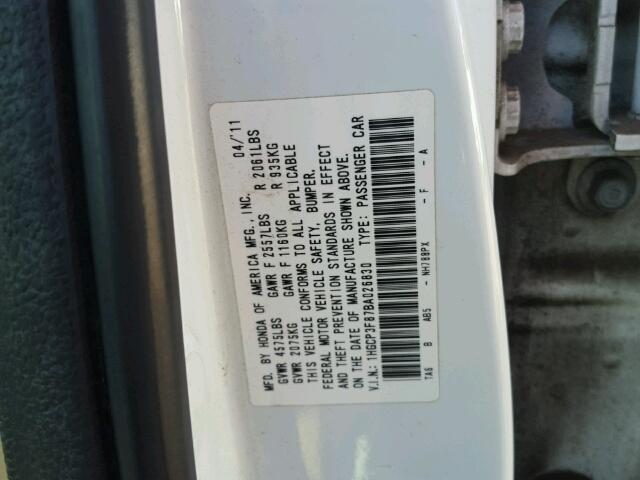 MFD. BY HONDA OF AMERICA MFG., INC. 04/11
GVWR 4575LBS GAWR F 2557LBS R 2061LBS
GVWR 2075KG GAWR F 1160KG R 935KG
THIS VEHICLE CONFORMS TO ALL APPLICABLE
FEDERAL MOTOR VEHICLE SAFETY, BUMPER,
AND THEFT PREVENTION STANDARDS IN EFFECT
ON THE DATE OF MANUFACTURE SHOWN ABOVE.
V.I.N.: 1HGCP3F87BA026830 TYPE: PASSENGER CAR
TA6 B AB5 - NH788PX - F - A